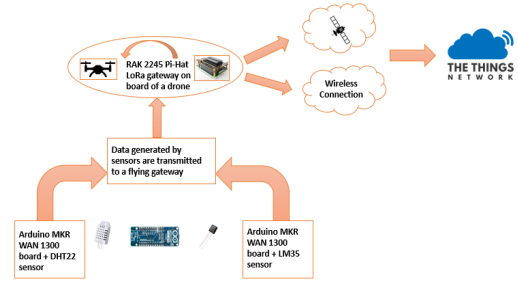 RAK 2245 Pi-Hat
LoRa gateway on
board of a drone
Wireless
Connection
THE THINGS
NETWORK
Data generated by
sensors are transmitted
to a flying gateway
Arduino MKR
WAN 1300
board + DHT22
sensor
Arduino MKR
WAN 1300
board + LM35
sensor